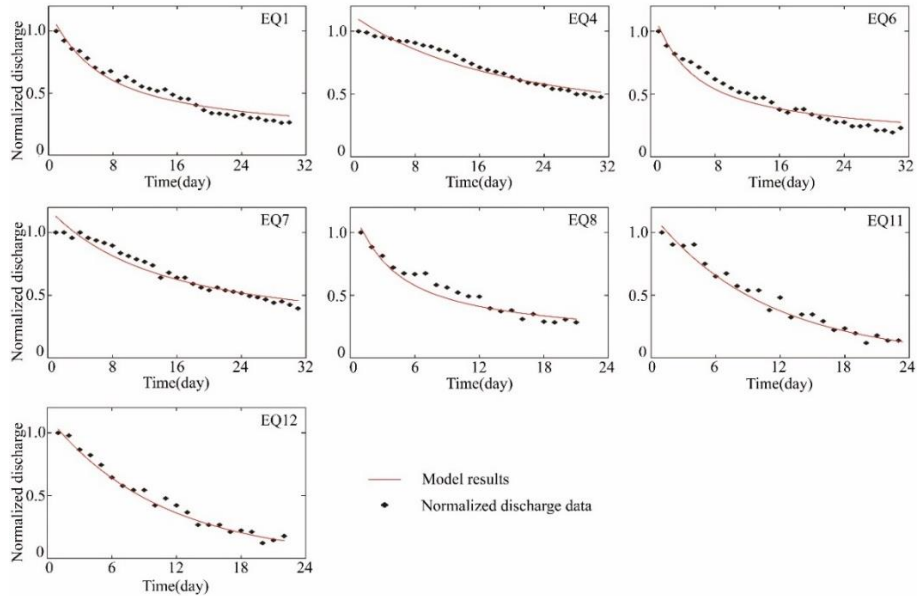 EQ1
1.0
0.5
0
Normalized discharge
0 8 16 24 32
Time(day)
EQ4
1.0
0.5
0
0 8 16 24 32
Time(day)
EQ6
1.0
0.5
0
0 8 16 24 32
Time(day)
EQ7
1.0
0.5
0
Normalized discharge
0 8 16 24 32
Time(day)
EQ8
1.0
0.5
0
0 6 12 18 24
Time(day)
EQ11
1.0
0.5
0
0 6 12 18 24
Time(day)
EQ12
1.0
0.5
0
Normalized discharge
0 6 12 18 24
Time(day)
Model results
Normalized discharge data